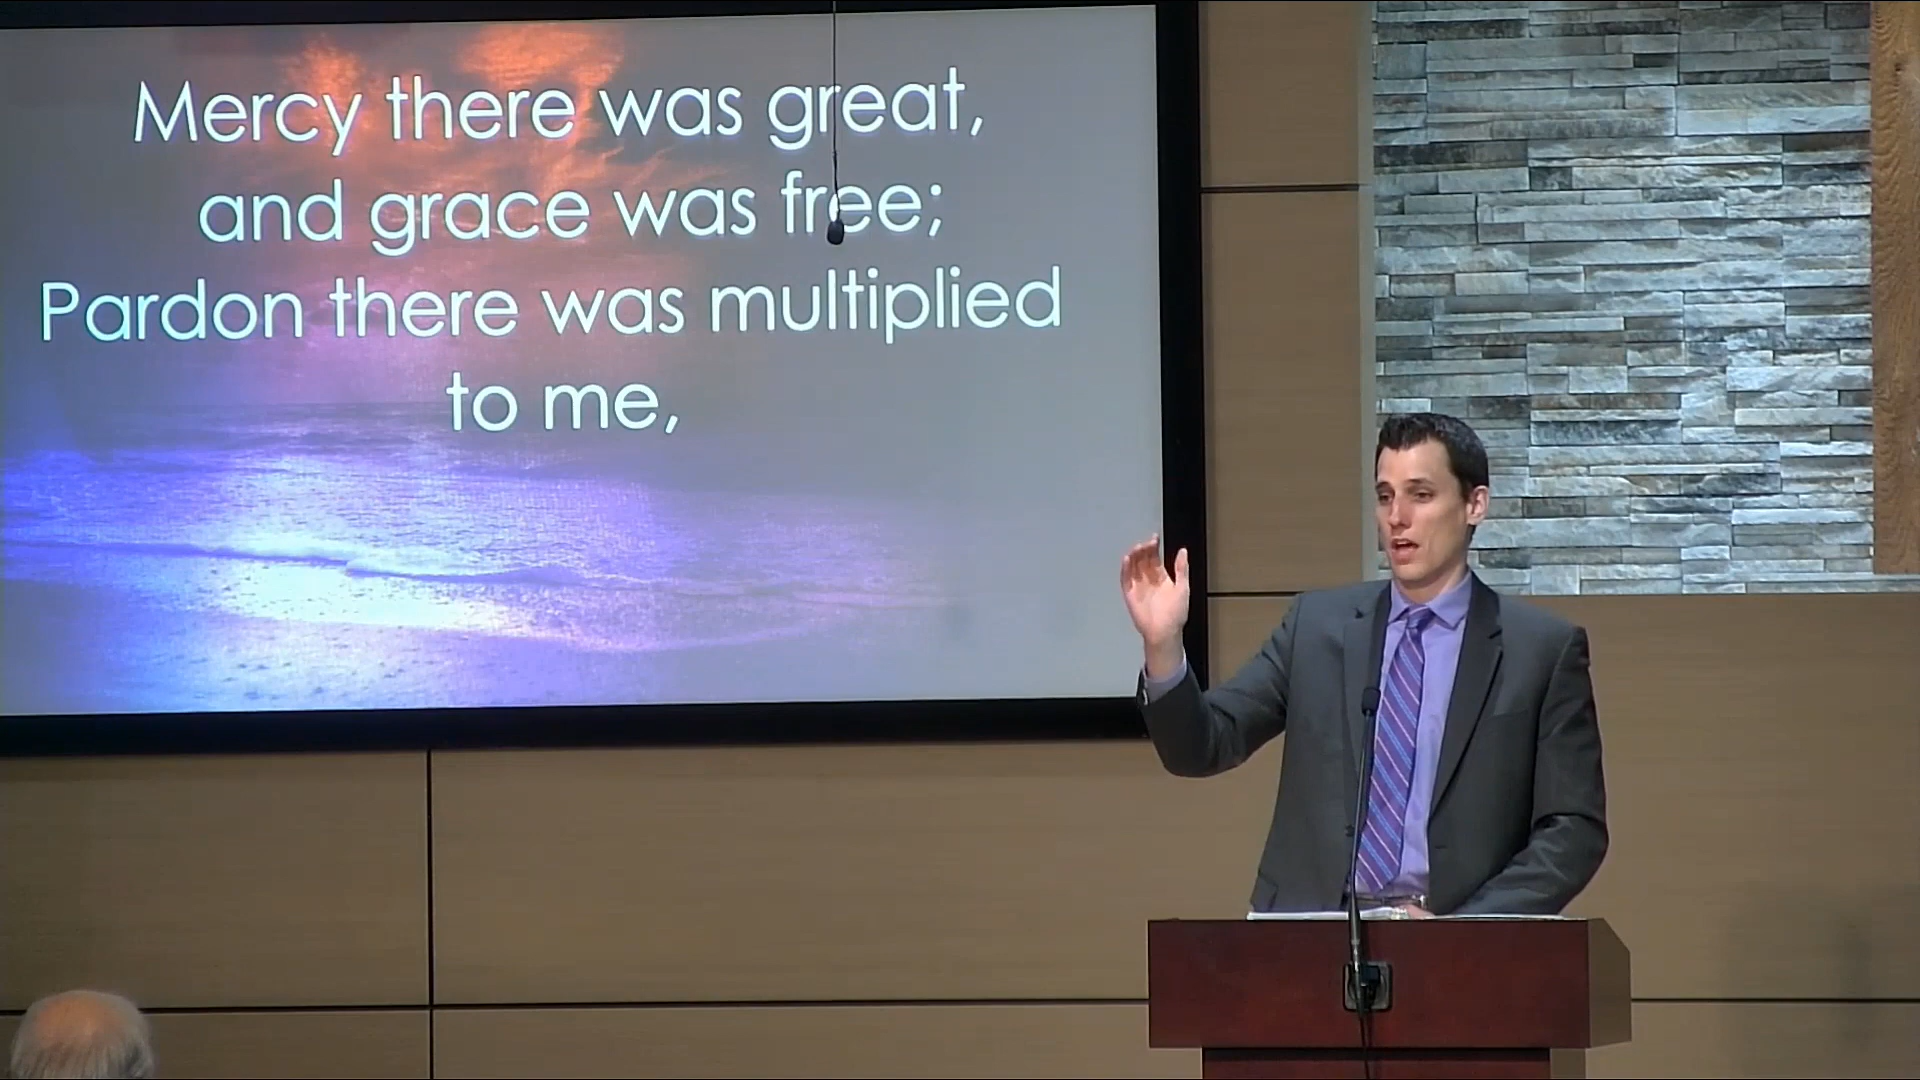 Mercy there was great,
and grace was free;
Pardon there was multiplied
to me,